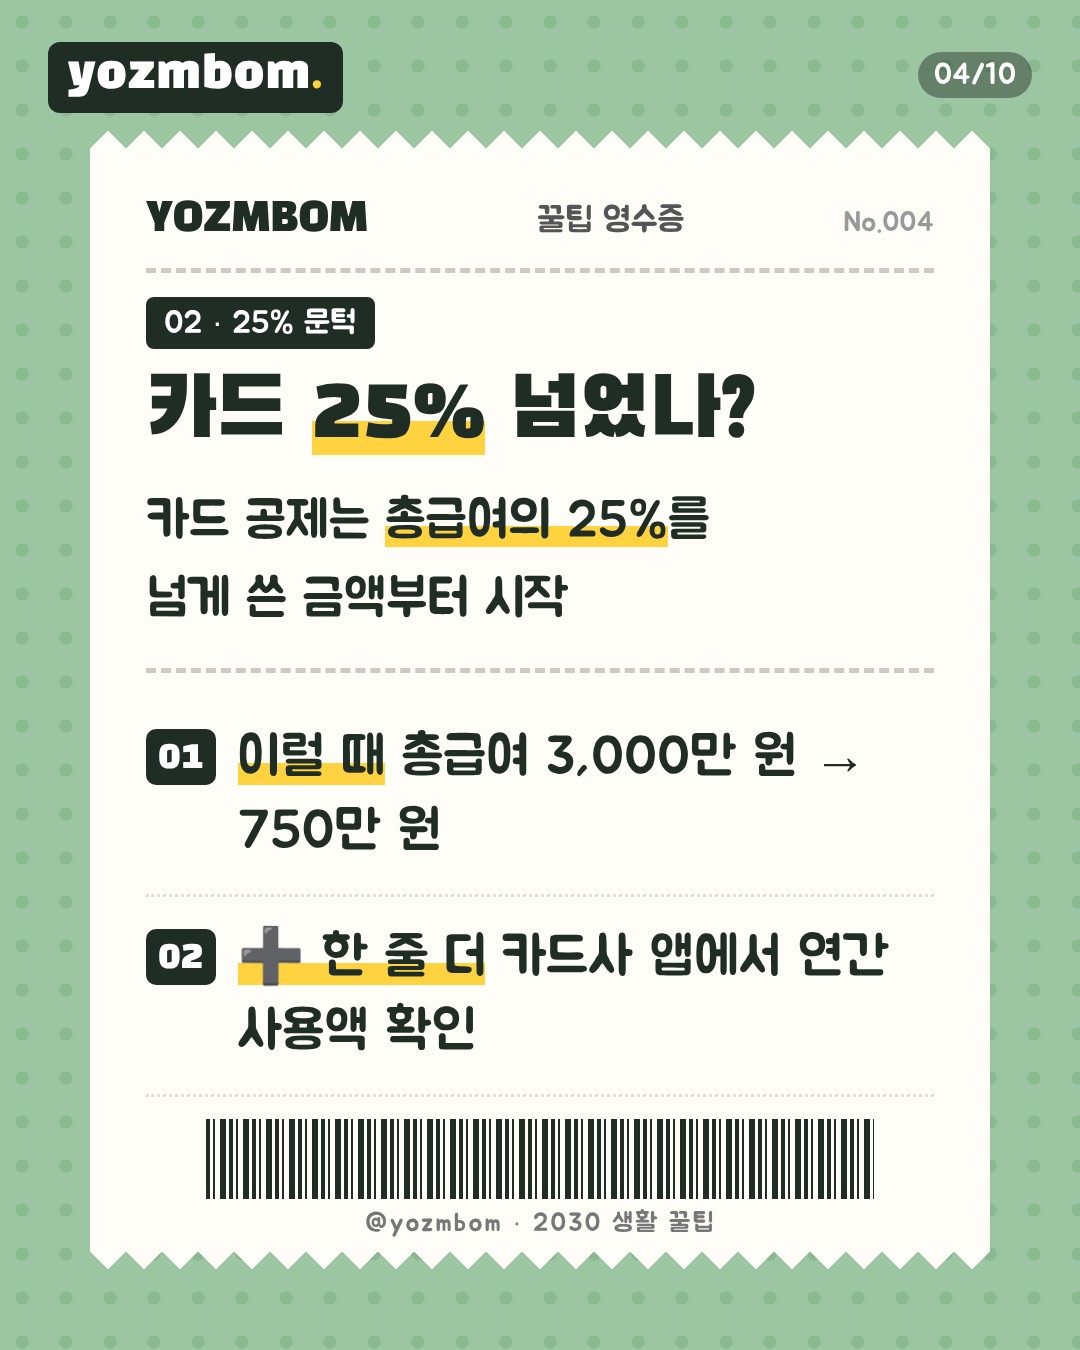 yozmbom.
04/10
YOZMBOM 꿀팁 영수증 No.004
02 · 25% 문턱
카드 25% 넘었나?
카드 공제는 총급여의 25%를
넘게 쓴 금액부터 시작
01 이럴 때 총급여 3,000만 원 →
750만 원
02 ➕ 한 줄 더 카드사 앱에서 연간
사용액 확인
@yozmbom · 2030 생활 꿀팁